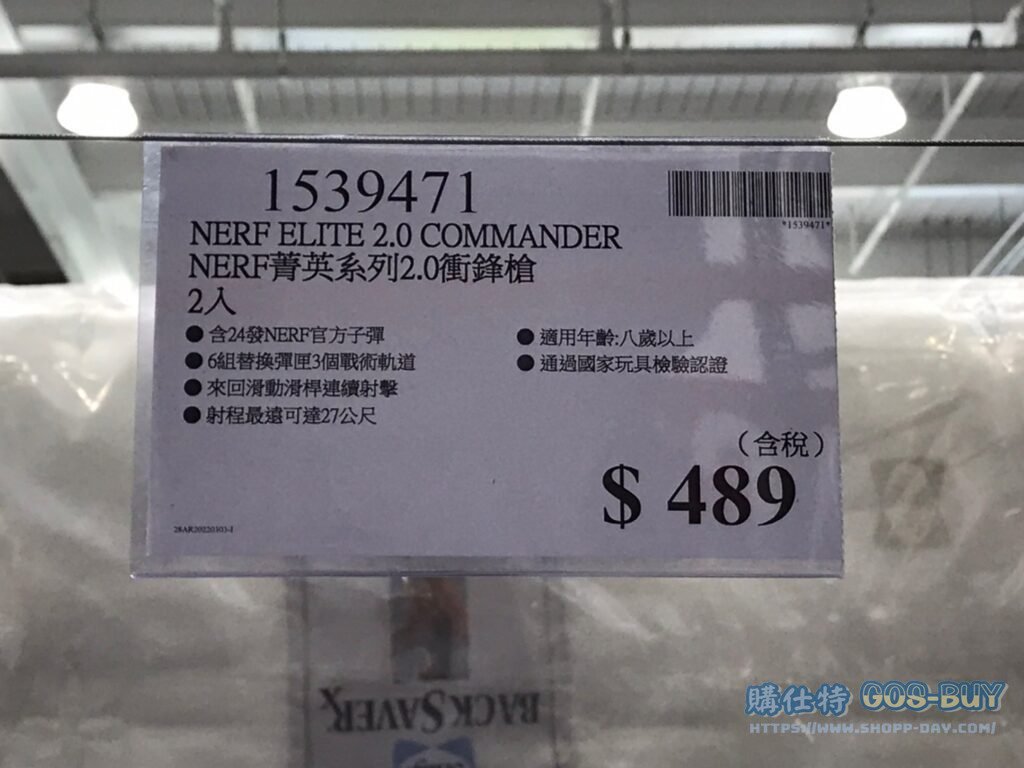 1539471
*1539471*
NERF ELITE 2.0 COMMANDER
NERF菁英系列2.0衝鋒槍
2入
● 含24發NERF官方子彈
● 6組替換彈匣3個戰術軌道
● 來回滑動滑桿連續射擊
● 射程最遠可達27公尺
● 適用年齡:八歲以上
● 通過國家玩具檢驗認證
(含稅)
$ 489
28AR20220303-I
BACKSAVER
購仕特 GOS-BUY
HTTPS://WWW.SHOPP-DAY.COM/